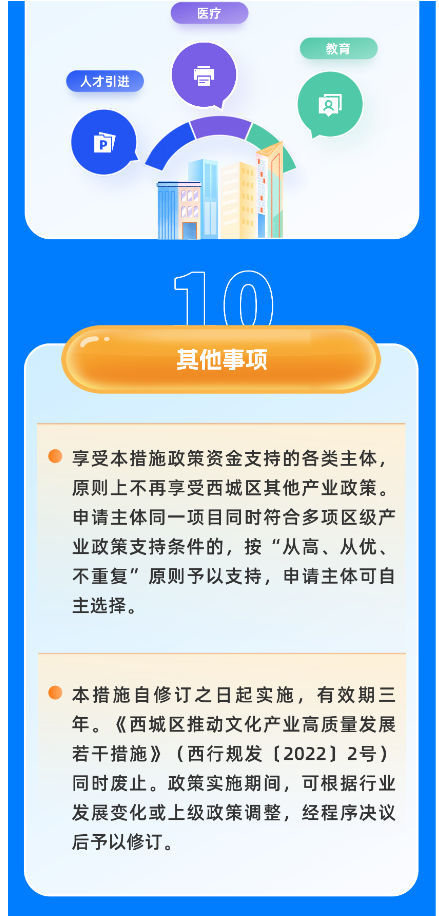 医疗
教育
人才引进
P
10
其他事项
享受本措施政策资金支持的各类主体，
原则上不再享受西城区其他产业政策。
申请主体同一项目同时符合多项区级产
业政策支持条件的，按“从高、从优、
不重复”原则予以支持，申请主体可自
主选择。
本措施自修订之日起实施，有效期三
年。《西城区推动文化产业高质量发展
若干措施》（西行规发〔2022〕2号）
同时废止。政策实施期间，可根据行业
发展变化或上级政策调整，经程序决议
后予以修订。